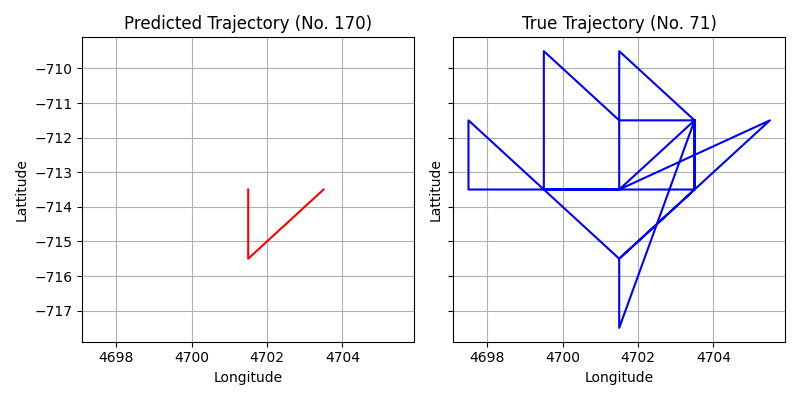 Predicted Trajectory (No. 170)
Lattitude
−710
−711
−712
−713
−714
−715
−716
−717
4698 4700 4702 4704
Longitude
True Trajectory (No. 71)
Lattitude
4698 4700 4702 4704
Longitude